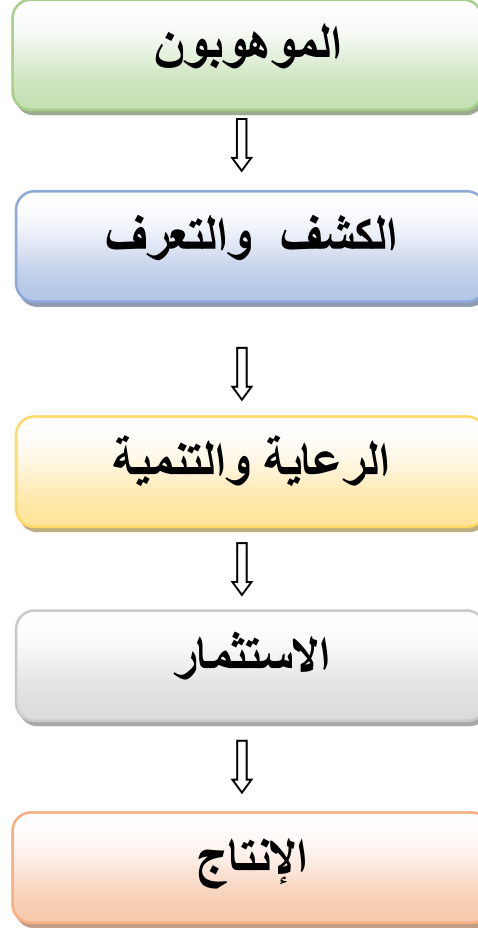 الموهوبون
الكشف والتعرف
الرعاية والتنمية
الاستثمار
الإنتاج